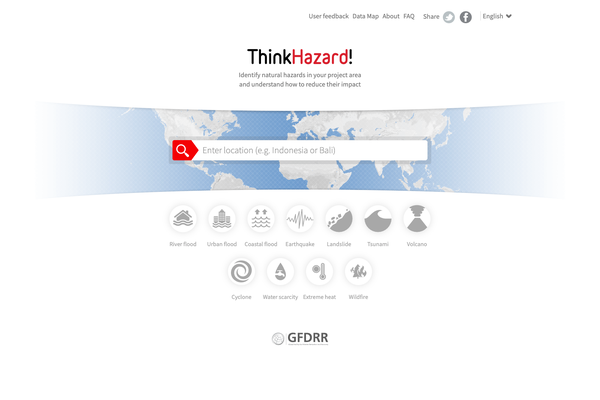 User feedback Data Map About FAQ Share English
ThinkHazard!
Identify natural hazards in your project area
and understand how to reduce their impact
Enter location (e.g. Indonesia or Bali)
River flood Urban flood Coastal flood Earthquake Landslide Tsunami Volcano
Cyclone Water scarcity Extreme heat Wildfire
GFDRR